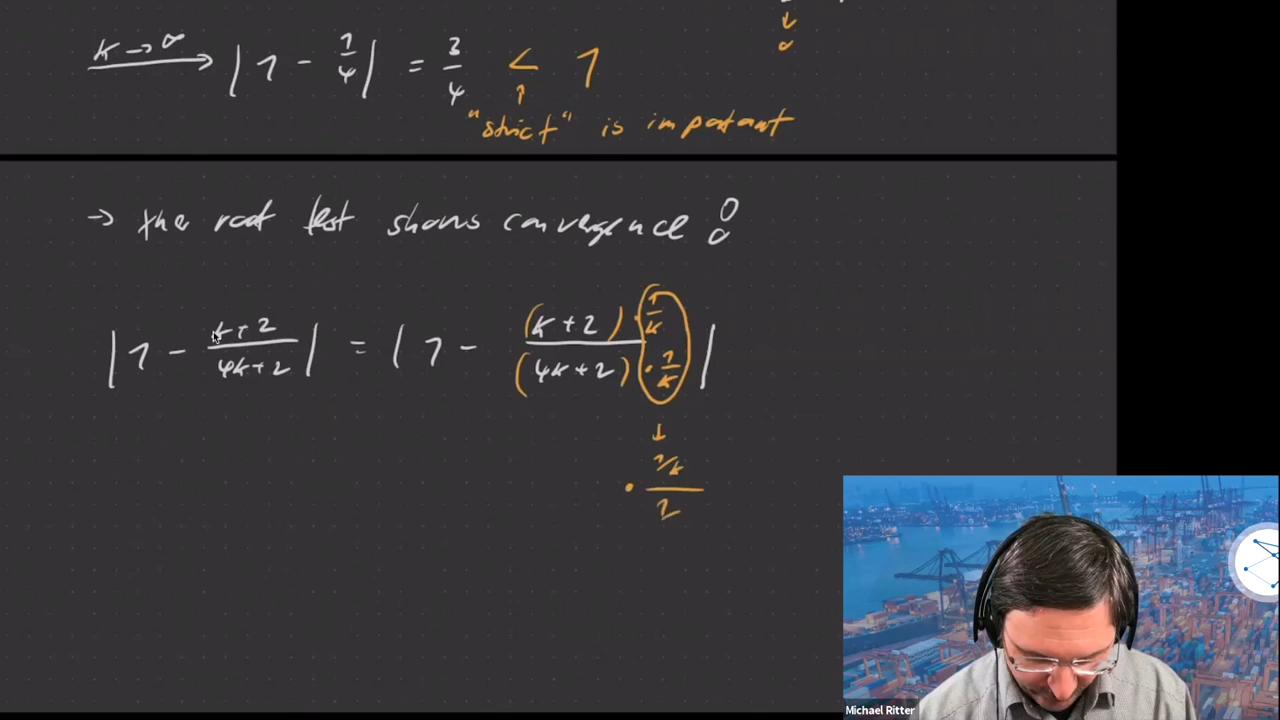 k→∞ |1 - 1/4| = 3/4 < 1
"strict" is important
→ the root test shows convergence
|1 - (k+2)/(4k+2)| = |1 - ((k+2) · 1/k)/((4k+2) · 1/k)|
↓
· (1/k)/2
Michael Ritter